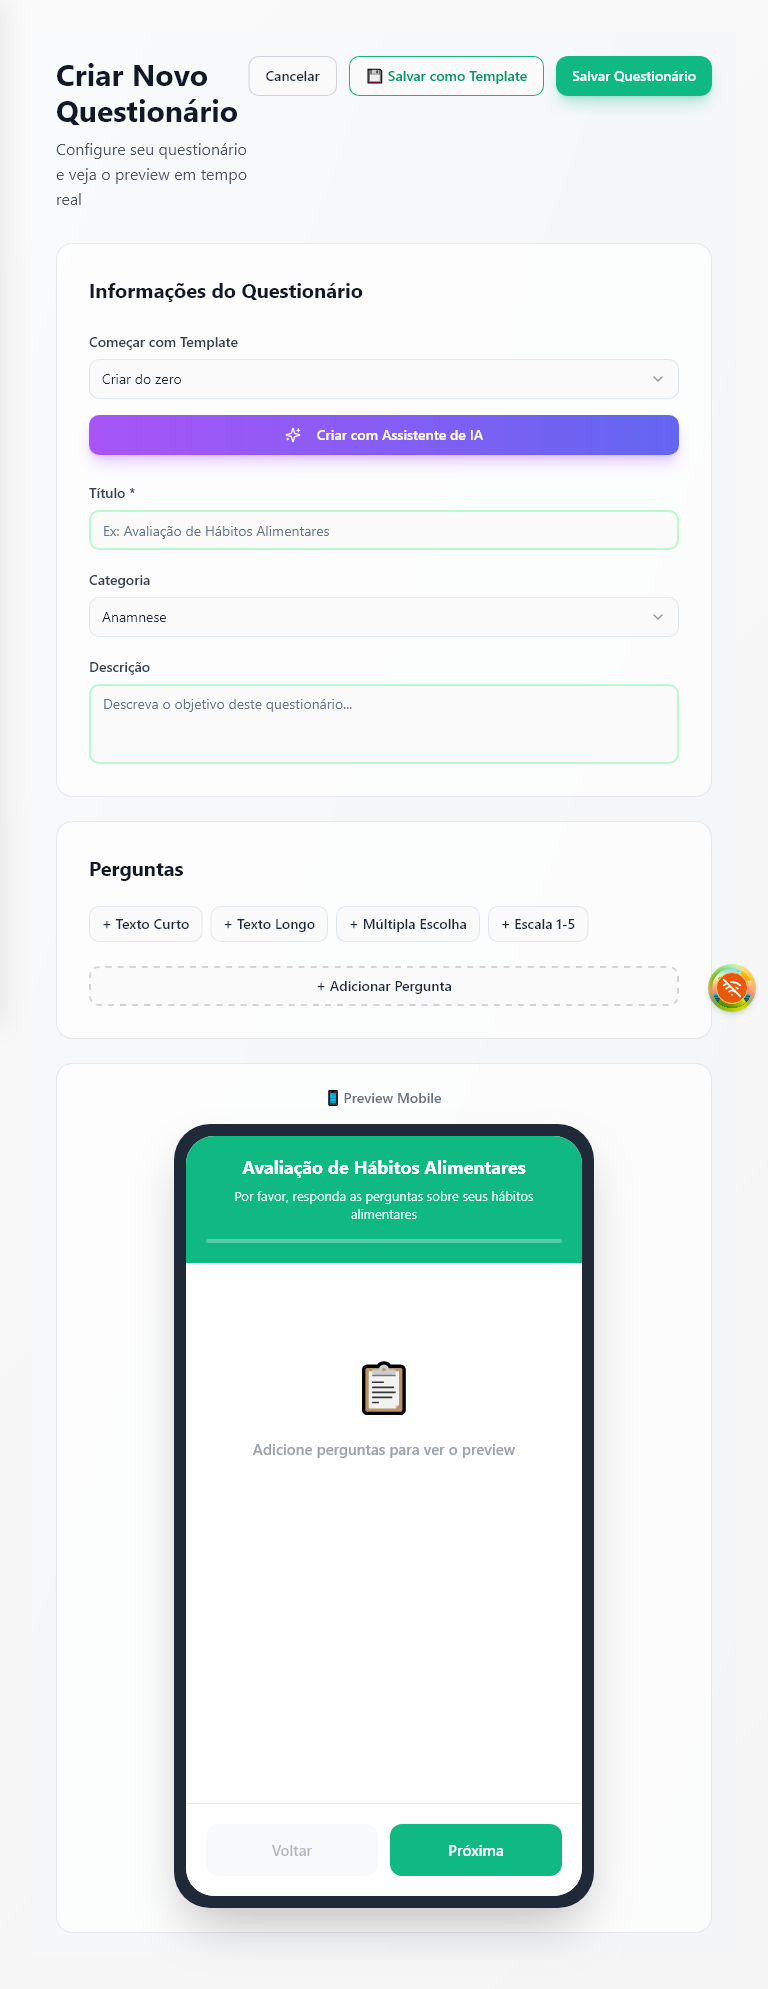 Criar Novo
Questionário
Configure seu questionário
e veja o preview em tempo
real
Cancelar
Salvar como Template
Salvar Questionário
Informações do Questionário
Começar com Template
Criar do zero
Criar com Assistente de IA
Título *
Ex: Avaliação de Hábitos Alimentares
Categoria
Anamnese
Descrição
Descreva o objetivo deste questionário...
Perguntas
+ Texto Curto
+ Texto Longo
+ Múltipla Escolha
+ Escala 1-5
+ Adicionar Pergunta
Preview Mobile
Avaliação de Hábitos Alimentares
Por favor, responda as perguntas sobre seus hábitos
alimentares
Adicione perguntas para ver o preview
Voltar
Próxima